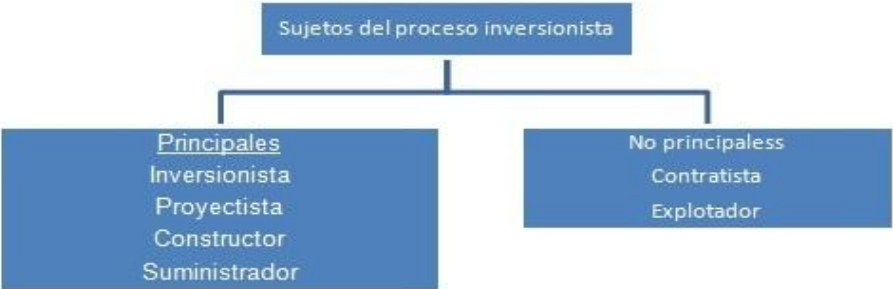 Sujetos del proceso inversionista
Principales
Inversionista
Proyectista
Constructor
Suministrador
No principaless
Contratista
Explotador